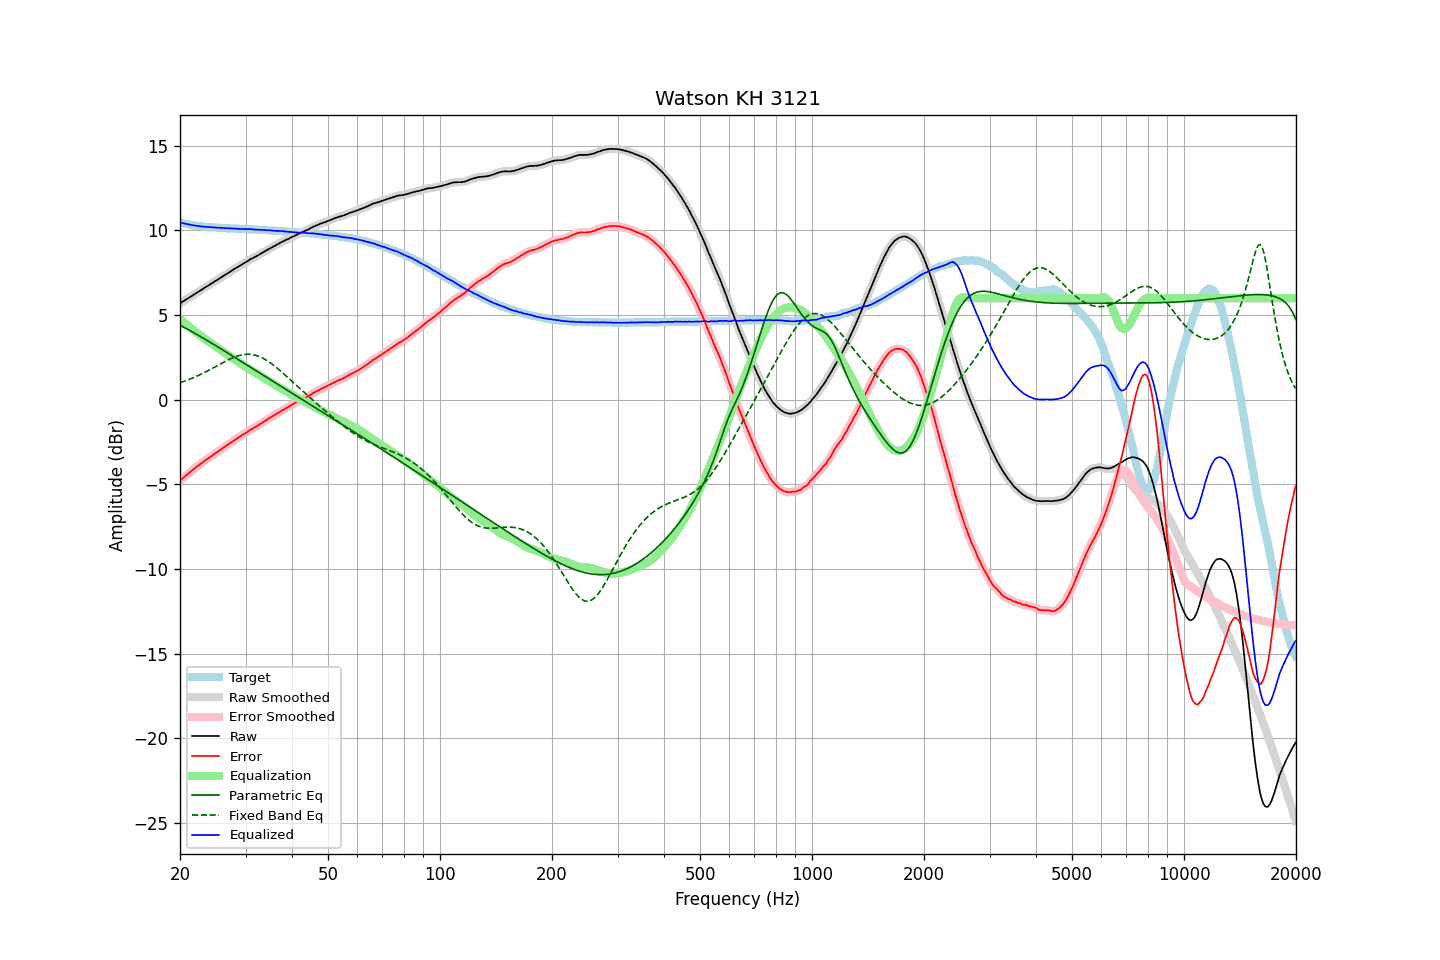 Watson KH 3121
Amplitude (dBr)
15
10
5
0
−5
−10
−15
−20
−25
Target
Raw Smoothed
Error Smoothed
Raw
Error
Equalization
Parametric Eq
Fixed Band Eq
Equalized
20 50 100 200 500 1000 2000 5000 10000 20000
Frequency (Hz)